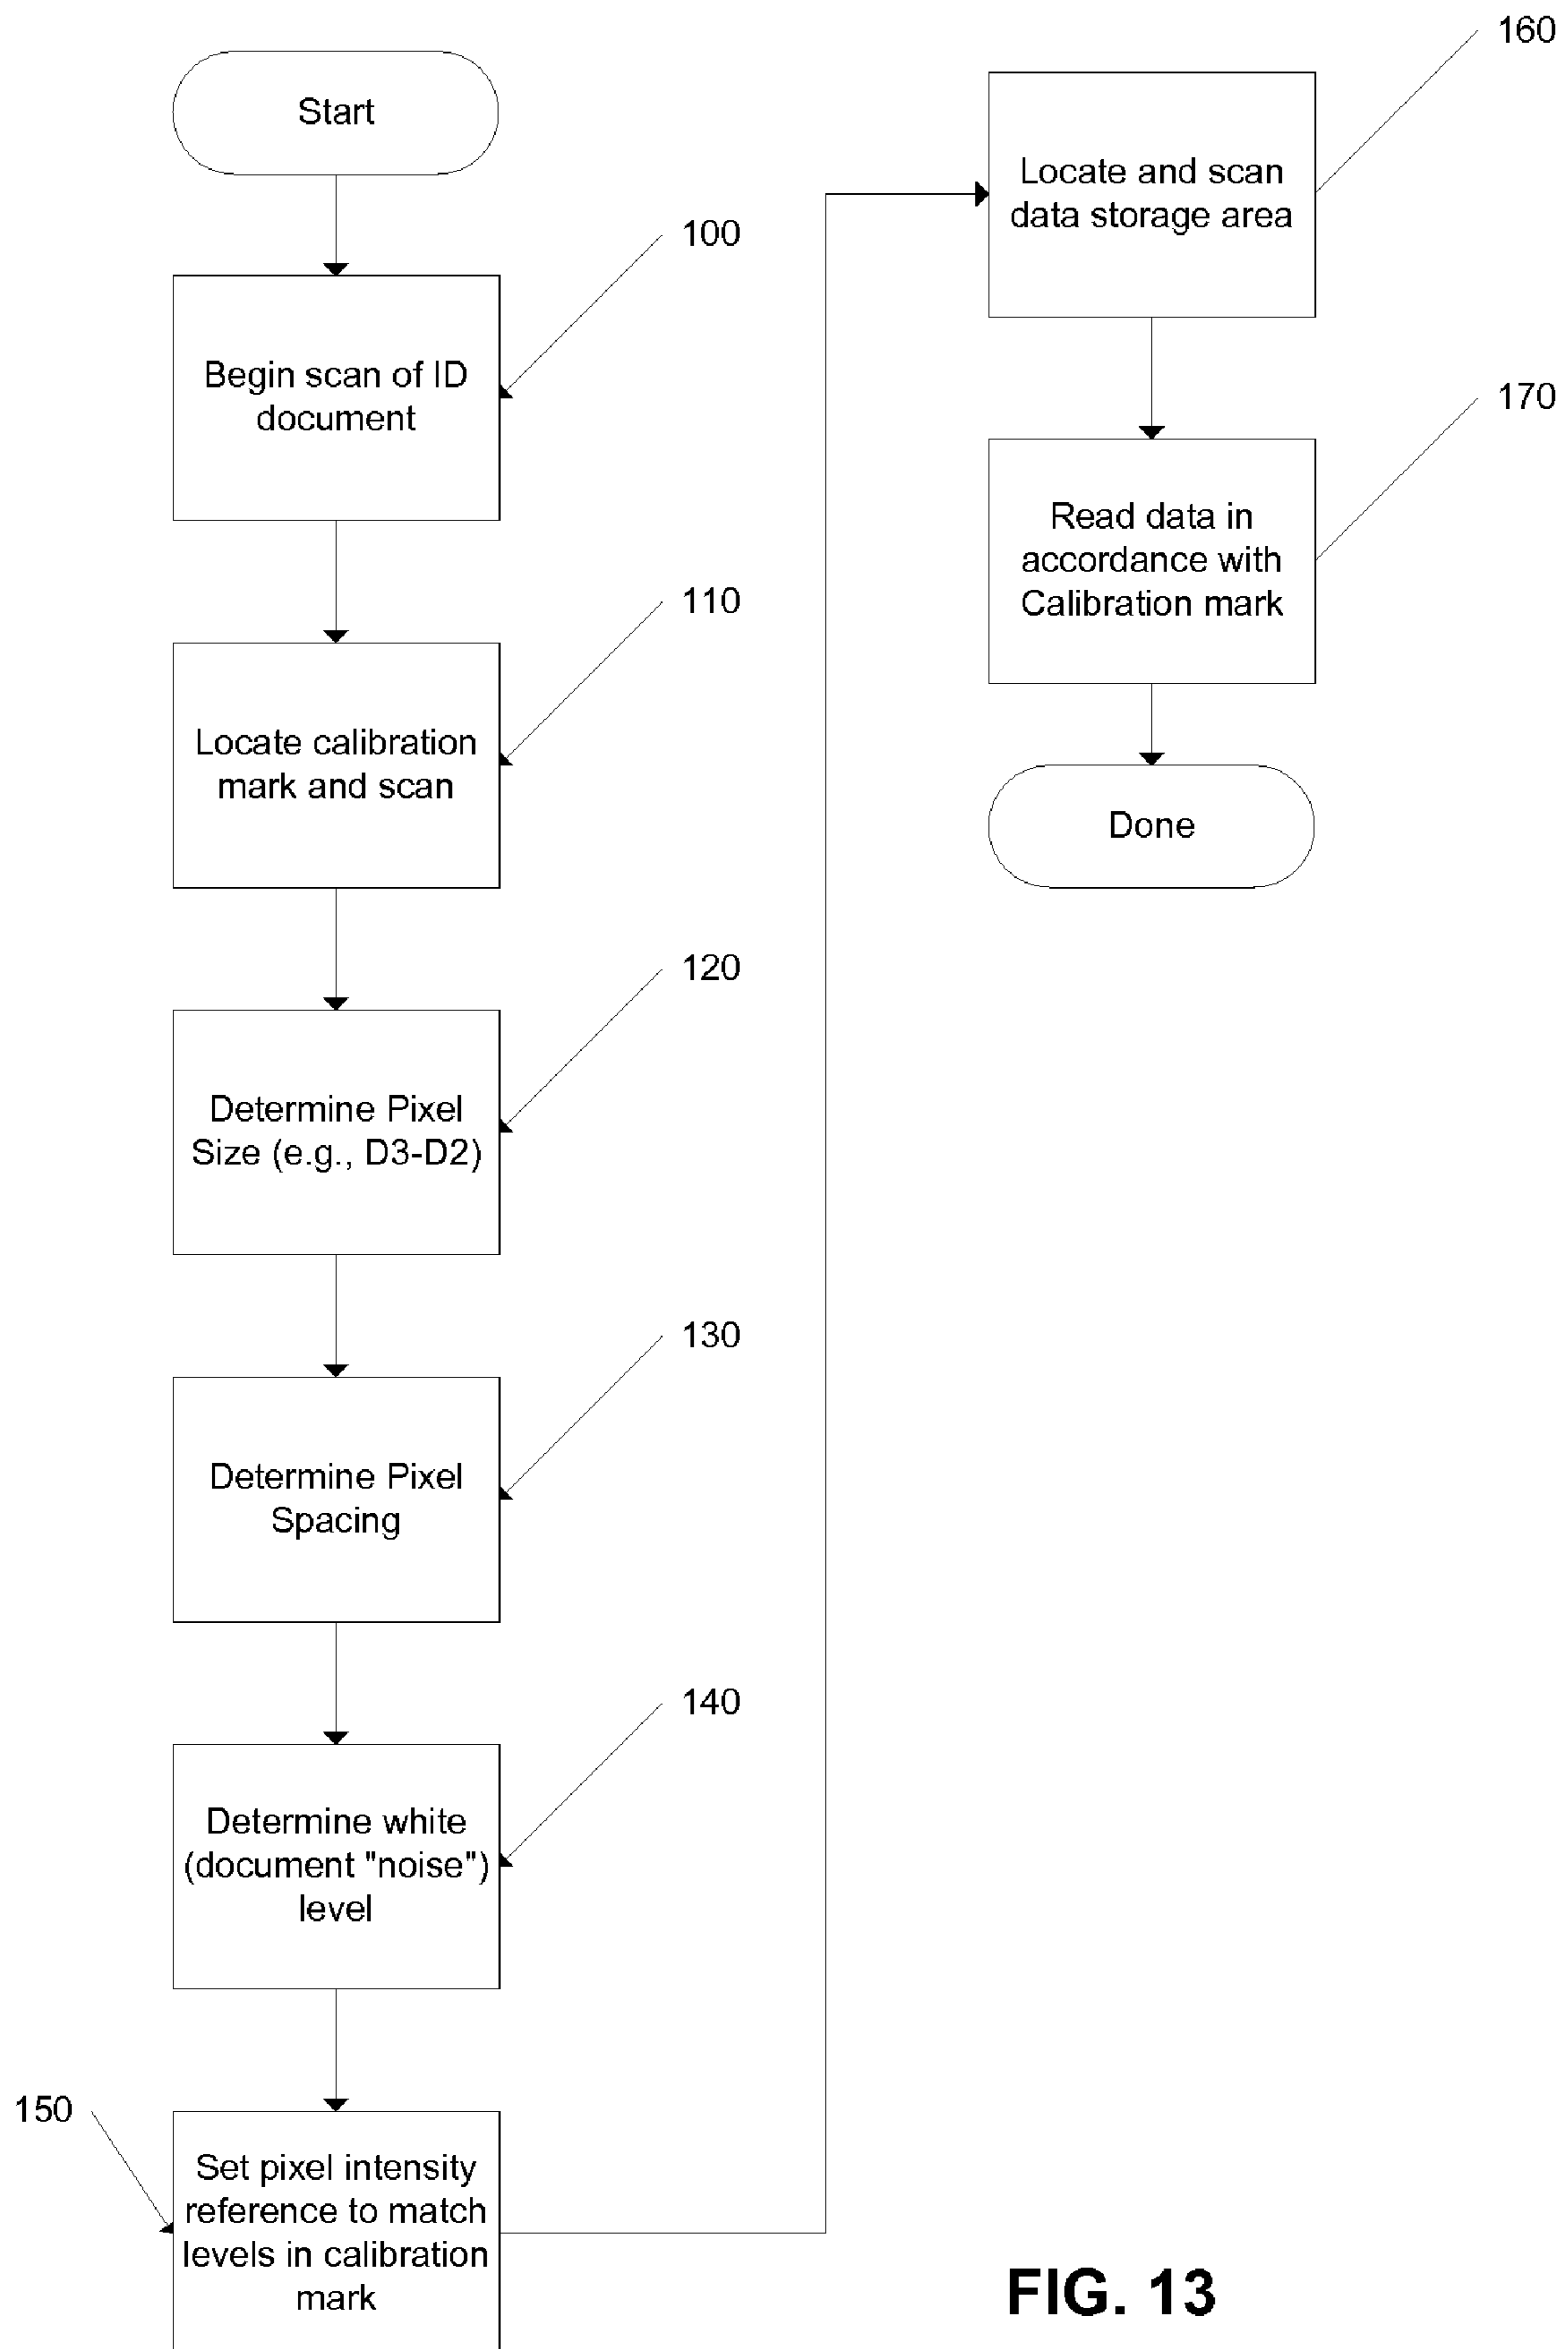 Start
100
Begin scan of ID
document
110
Locate calibration
mark and scan
120
Determine Pixel
Size (e.g., D3-D2)
130
Determine Pixel
Spacing
140
Determine white
(document "noise")
level
150
Set pixel intensity
reference to match
levels in calibration
mark
160
Locate and scan
data storage area
170
Read data in
accordance with
Calibration mark
Done
FIG. 13